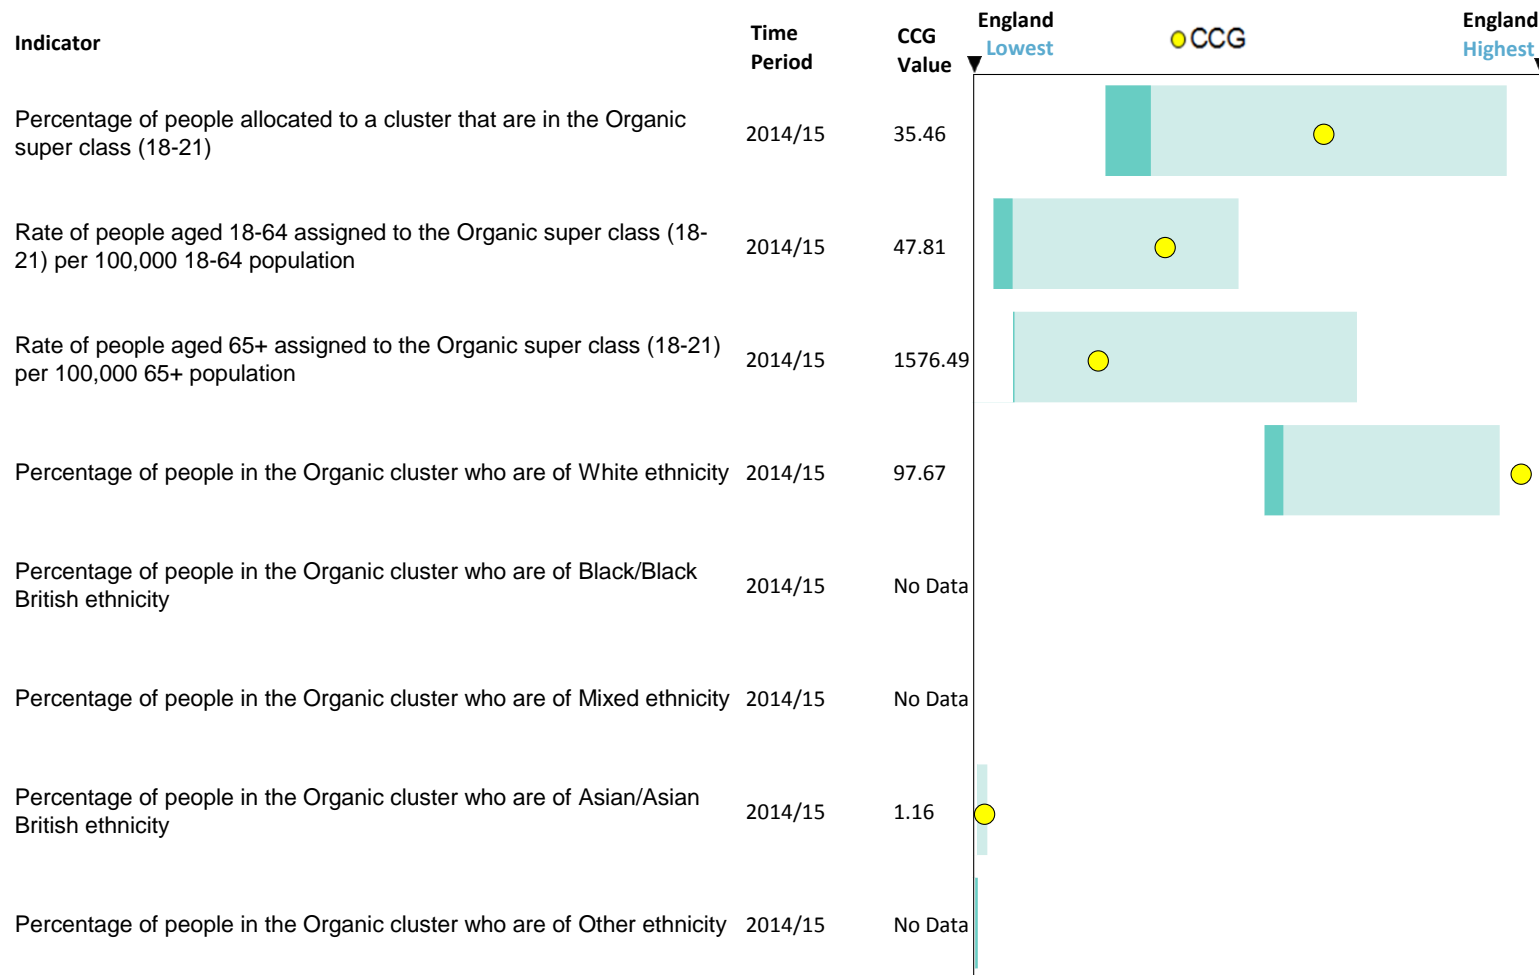 Indicator
Time
Period
CCG
Value
England
Lowest
CCG
England
Highest
Percentage of people allocated to a cluster that are in the Organic
super class (18-21)
2014/15
35.46
Rate of people aged 18-64 assigned to the Organic super class (18-
21) per 100,000 18-64 population
2014/15
47.81
Rate of people aged 65+ assigned to the Organic super class (18-21)
per 100,000 65+ population
2014/15
1576.49
Percentage of people in the Organic cluster who are of White ethnicity
2014/15
97.67
Percentage of people in the Organic cluster who are of Black/Black
British ethnicity
2014/15
No Data
Percentage of people in the Organic cluster who are of Mixed ethnicity
2014/15
No Data
Percentage of people in the Organic cluster who are of Asian/Asian
British ethnicity
2014/15
1.16
Percentage of people in the Organic cluster who are of Other ethnicity
2014/15
No Data